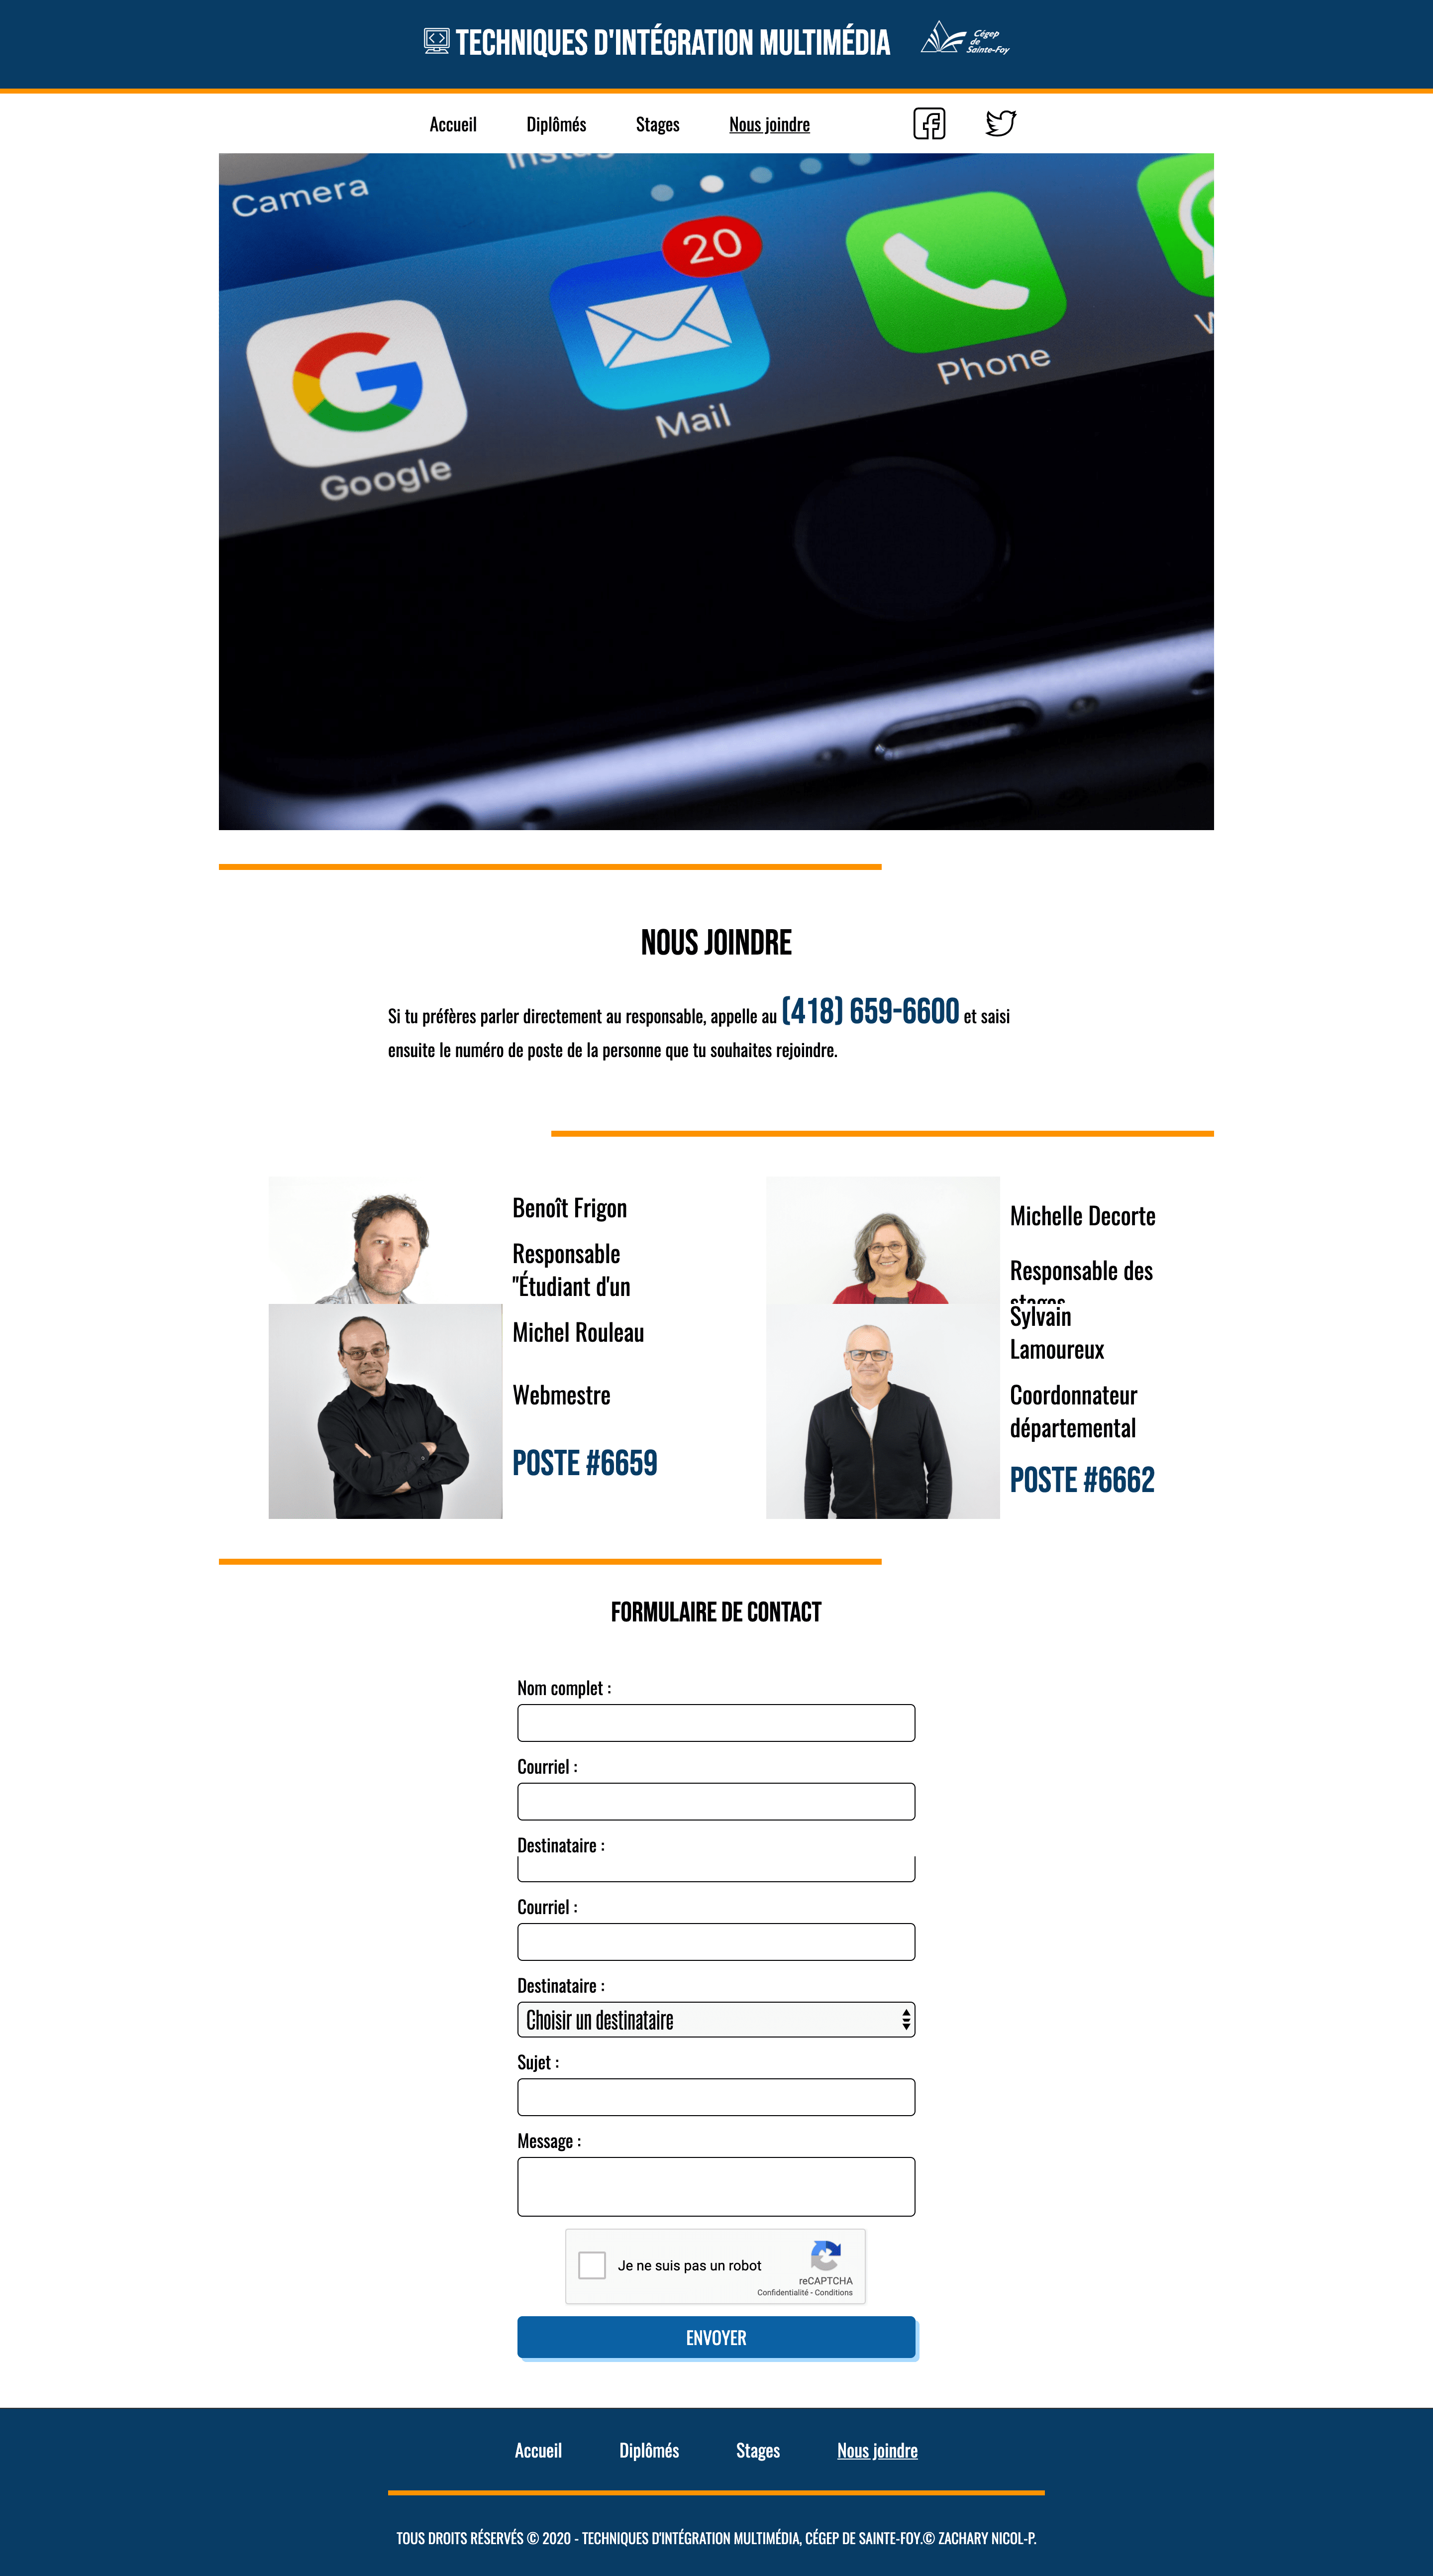 TECHNIQUES D'INTÉGRATION MULTIMÉDIA
Cégep
de
Sainte-Foy
Accueil Diplômés Stages Nous joindre
Camera
20
Google
Mail
Phone
NOUS JOINDRE
Si tu préfères parler directement au responsable, appelle au (418) 659-6600 et saisi
ensuite le numéro de poste de la personne que tu souhaites rejoindre.
Benoît Frigon
Responsable
"Étudiant d'un
Michelle Decorte
Responsable des
stages
Michel Rouleau
Webmestre
POSTE #6659
Sylvain
Lamoureux
Coordonnateur
départemental
POSTE #6662
FORMULAIRE DE CONTACT
Nom complet :
Courriel :
Destinataire :
Courriel :
Destinataire :
Choisir un destinataire
Sujet :
Message :
Je ne suis pas un robot
reCAPTCHA
Confidentialité - Conditions
ENVOYER
Accueil Diplômés Stages Nous joindre
TOUS DROITS RÉSERVÉS © 2020 - TECHNIQUES D'INTÉGRATION MULTIMÉDIA, CÉGEP DE SAINTE-FOY.© ZACHARY NICOL-P.